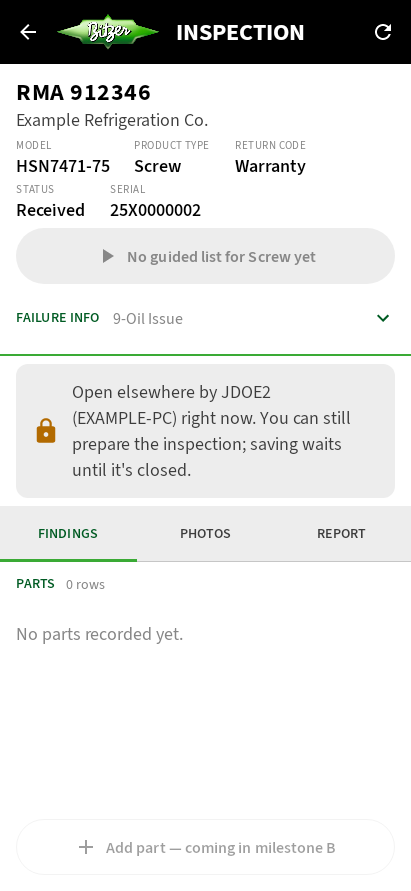 Bitzer
INSPECTION
RMA 912346
Example Refrigeration Co.
MODEL PRODUCT TYPE RETURN CODE
HSN7471-75 Screw Warranty
STATUS SERIAL
Received 25X0000002
No guided list for Screw yet
FAILURE INFO 9-Oil Issue
Open elsewhere by JDOE2
(EXAMPLE-PC) right now. You can still
prepare the inspection; saving waits
until it's closed.
FINDINGS PHOTOS REPORT
PARTS 0 rows
No parts recorded yet.
Add part — coming in milestone B